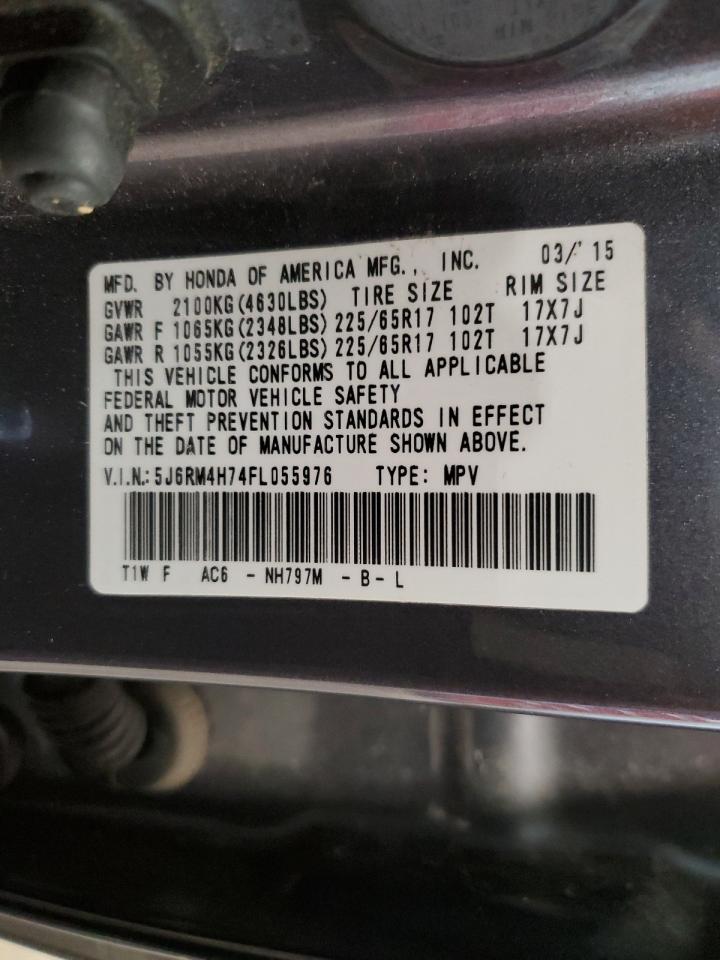 MFD. BY HONDA OF AMERICA MFG., INC. 03/'15
GVWR 2100KG(4630LBS) TIRE SIZE RIM SIZE
GAWR F 1065KG(2348LBS) 225/65R17 102T 17X7J
GAWR R 1055KG(2326LBS) 225/65R17 102T 17X7J
THIS VEHICLE CONFORMS TO ALL APPLICABLE
FEDERAL MOTOR VEHICLE SAFETY
AND THEFT PREVENTION STANDARDS IN EFFECT
ON THE DATE OF MANUFACTURE SHOWN ABOVE.
V.I.N.: 5J6RM4H74FL055976 TYPE: MPV
T1W F AC6 - NH797M - B - L